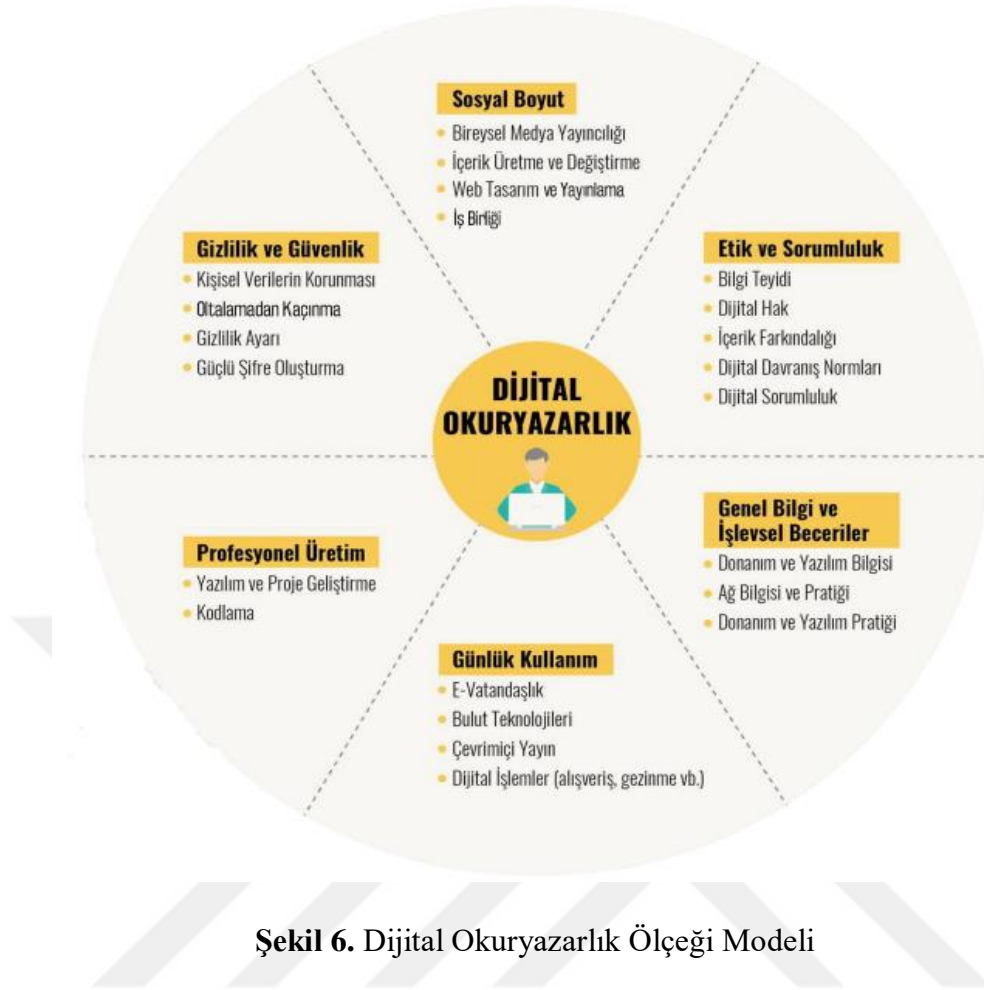 Sosyal Boyut
Bireysel Medya Yayıncılığı
İçerik Üretme ve Değiştirme
Web Tasarım ve Yayınlama
İş Birliği
Gizlilik ve Güvenlik
Kişisel Verilerin Korunması
Oltalamadan Kaçınma
Gizlilik Ayarı
Güçlü Şifre Oluşturma
Etik ve Sorumluluk
Bilgi Teyidi
Dijital Hak
İçerik Farkındalığı
Dijital Davranış Normları
Dijital Sorumluluk
DİJİTAL
OKURYAZARLIK
Profesyonel Üretim
Yazılım ve Proje Geliştirme
Kodlama
Genel Bilgi ve
İşlevsel Beceriler
Donanım ve Yazılım Bilgisi
Ağ Bilgisi ve Pratiği
Donanım ve Yazılım Pratiği
Günlük Kullanım
E-Vatandaşlık
Bulut Teknolojileri
Çevrimiçi Yayın
Dijital İşlemler (alışveriş, gezinme vb.)
Şekil 6. Dijital Okuryazarlık Ölçeği Modeli